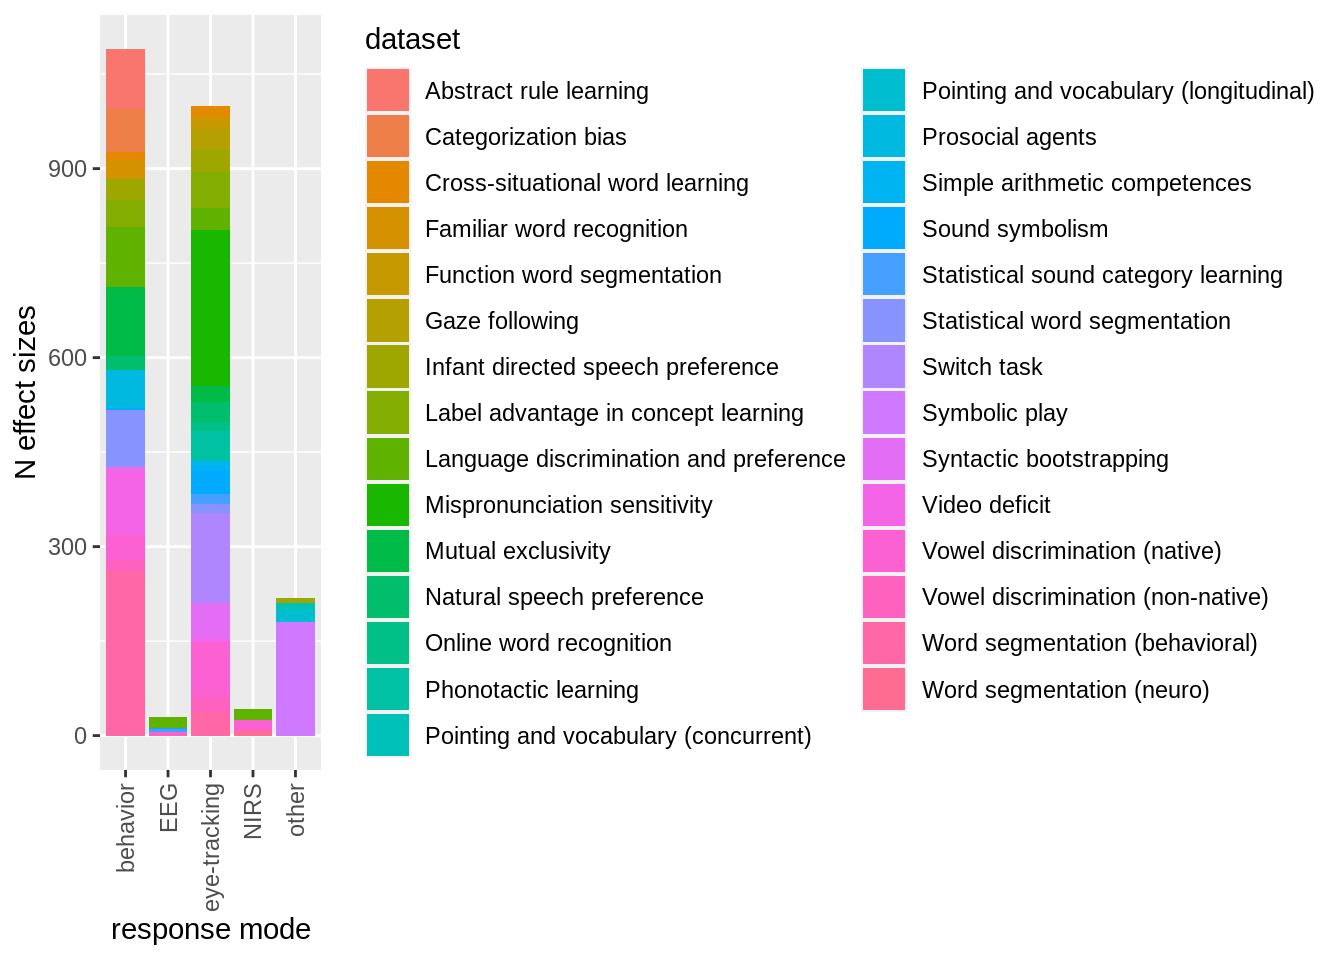 dataset
Abstract rule learning
Categorization bias
Cross-situational word learning
Familiar word recognition
Function word segmentation
Gaze following
Infant directed speech preference
Label advantage in concept learning
Language discrimination and preference
Mispronunciation sensitivity
Mutual exclusivity
Natural speech preference
Online word recognition
Phonotactic learning
Pointing and vocabulary (concurrent)
Pointing and vocabulary (longitudinal)
Prosocial agents
Simple arithmetic competences
Sound symbolism
Statistical sound category learning
Statistical word segmentation
Switch task
Symbolic play
Syntactic bootstrapping
Video deficit
Vowel discrimination (native)
Vowel discrimination (non-native)
Word segmentation (behavioral)
Word segmentation (neuro)
N effect sizes
900
600
300
0
behavior
EEG
eye-tracking
NIRS
other
response mode